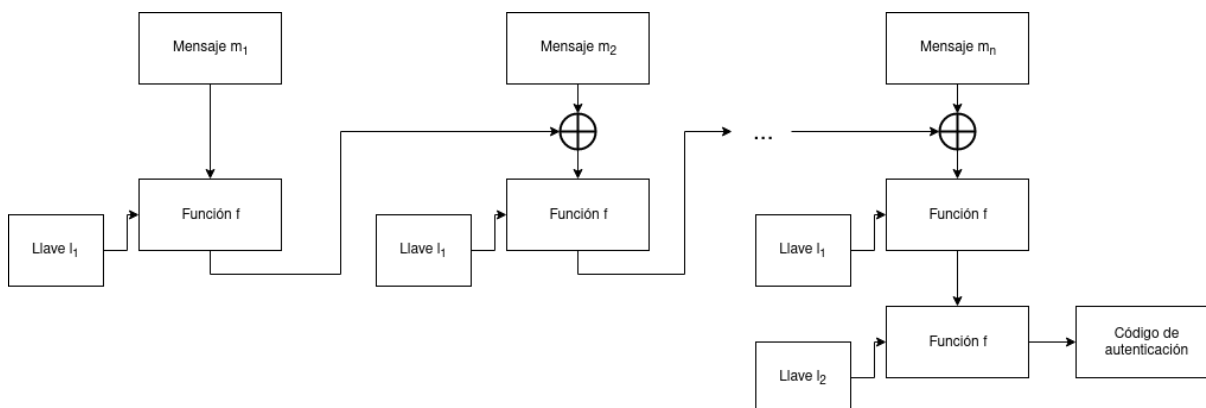 Mensaje m₁
Mensaje m₂
Mensaje mₙ
...
Función f
Función f
Función f
Llave l₁
Llave l₁
Llave l₁
Función f
Código de
autenticación
Llave l₂